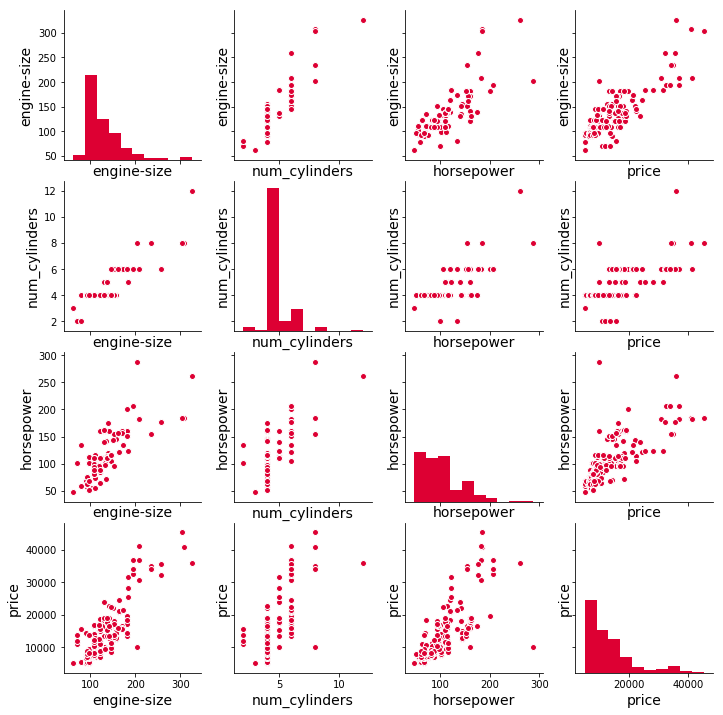 300
250
200
150
100
50
engine-size
engine-size
engine-size
num_cylinders
engine-size
horsepower
engine-size
price
12
10
8
6
4
2
num_cylinders
engine-size
num_cylinders
num_cylinders
num_cylinders
horsepower
num_cylinders
price
300
250
200
150
100
50
horsepower
engine-size
horsepower
num_cylinders
horsepower
horsepower
horsepower
price
40000
30000
20000
10000
price
100 200 300
engine-size
price
5 10
num_cylinders
price
100 200 300
horsepower
price
20000 40000
price